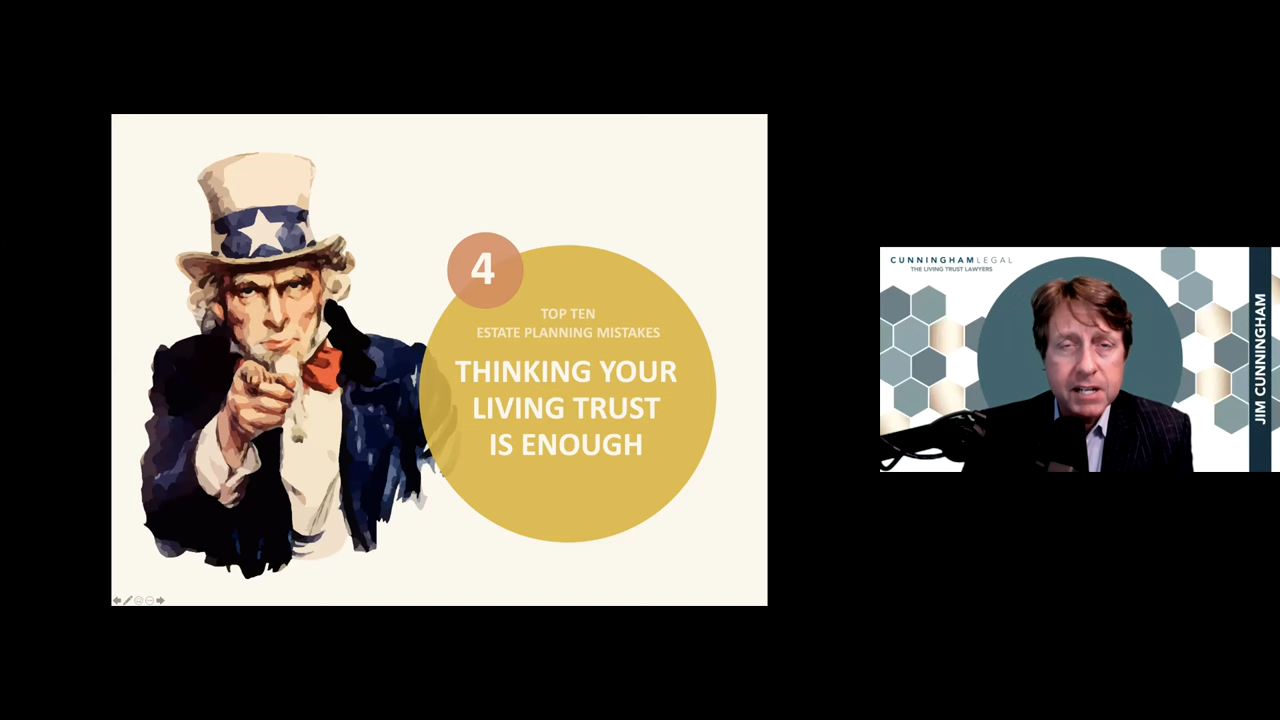 4
TOP TEN
ESTATE PLANNING MISTAKES
THINKING YOUR
LIVING TRUST
IS ENOUGH
CUNNINGHAMLEGAL
THE LIVING TRUST LAWYERS
JIM CUNNINGHAM